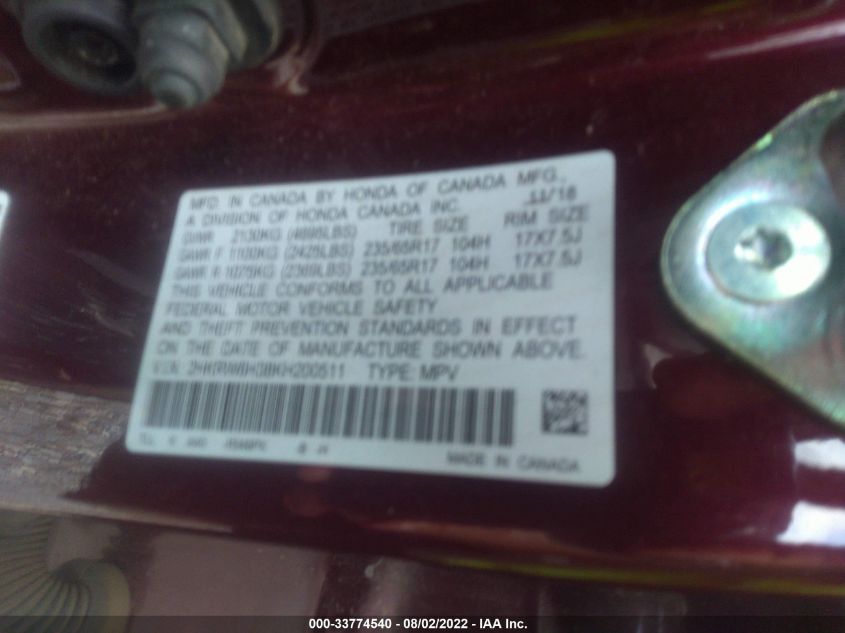 MFD. IN CANADA BY HONDA OF CANADA MFG.,
A DIVISION OF HONDA CANADA INC. 11/18
GVWR 2130KG (4695LBS) TIRE SIZE RIM SIZE
GAWR F 1100KG (2425LBS) 235/65R17 104H 17X7.5J
GAWR R 1075KG (2369LBS) 235/65R17 104H 17X7.5J
THIS VEHICLE CONFORMS TO ALL APPLICABLE
FEDERAL MOTOR VEHICLE SAFETY
AND THEFT PREVENTION STANDARDS IN EFFECT
ON THE DATE OF MANUFACTURE SHOWN ABOVE.
V.I.N. TYPE: MPV
MADE IN CANADA
000-33774540 - 08/02/2022 - IAA Inc.